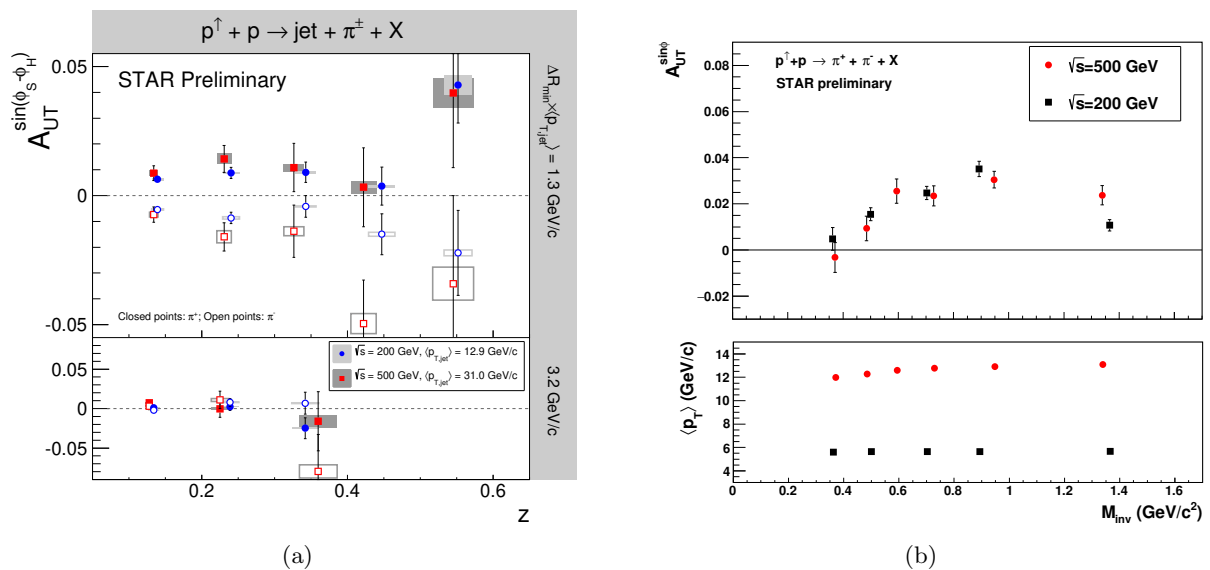 p↑ + p → jet + π± + X
A_UT^sin(ϕ_S - ϕ_H)
STAR Preliminary
0.05
0
-0.05
Closed points: π⁺; Open points: π⁻
ΔR_min×⟨p_T,jet⟩ = 1.3 GeV/c
√s = 200 GeV, ⟨p_T,jet⟩ = 12.9 GeV/c
√s = 500 GeV, ⟨p_T,jet⟩ = 31.0 GeV/c
0.05
0
-0.05
3.2 GeV/c
0.2 0.4 0.6
z
(a)
A_UT^sinϕ
p↑+p → π⁺ + π⁻ + X
STAR preliminary
√s=500 GeV
√s=200 GeV
0.08
0.06
0.04
0.02
0
−0.02
⟨p_T⟩ (GeV/c)
14
12
10
8
6
4
0 0.2 0.4 0.6 0.8 1 1.2 1.4 1.6
M_inv (GeV/c²)
(b)